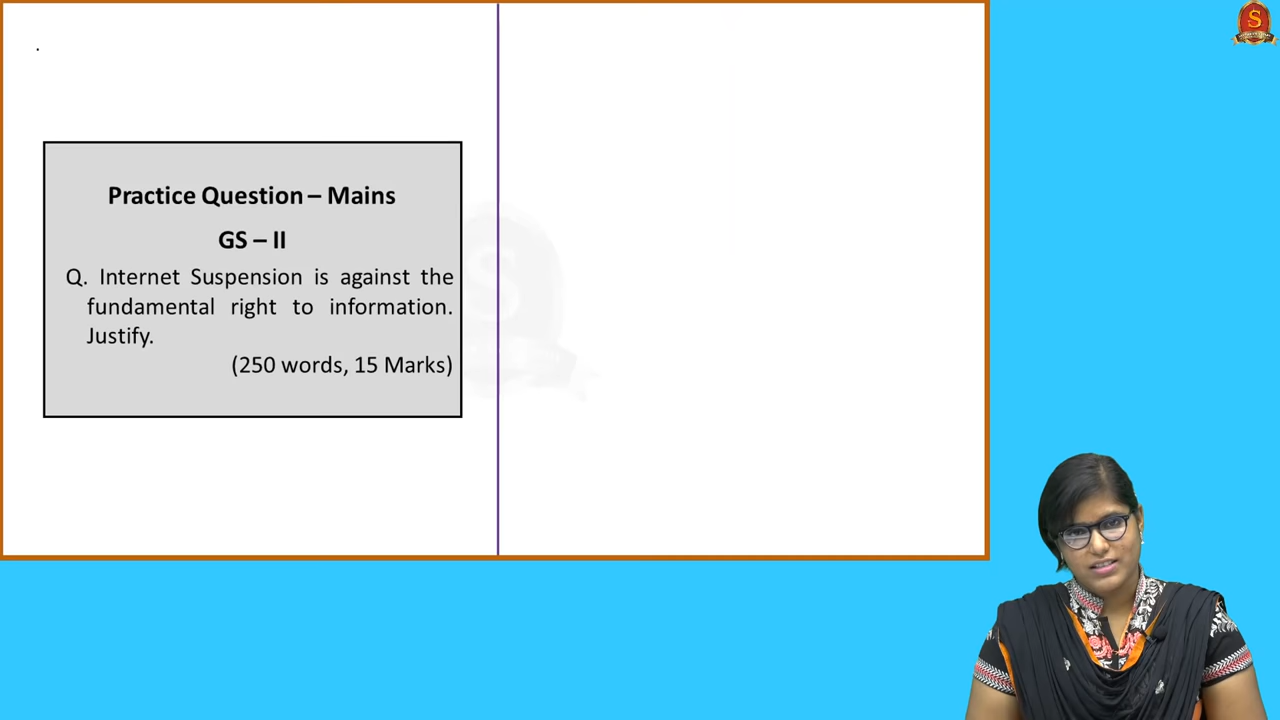 Practice Question – Mains
GS – II
Q. Internet Suspension is against the
fundamental right to information.
Justify.
(250 words, 15 Marks)
S